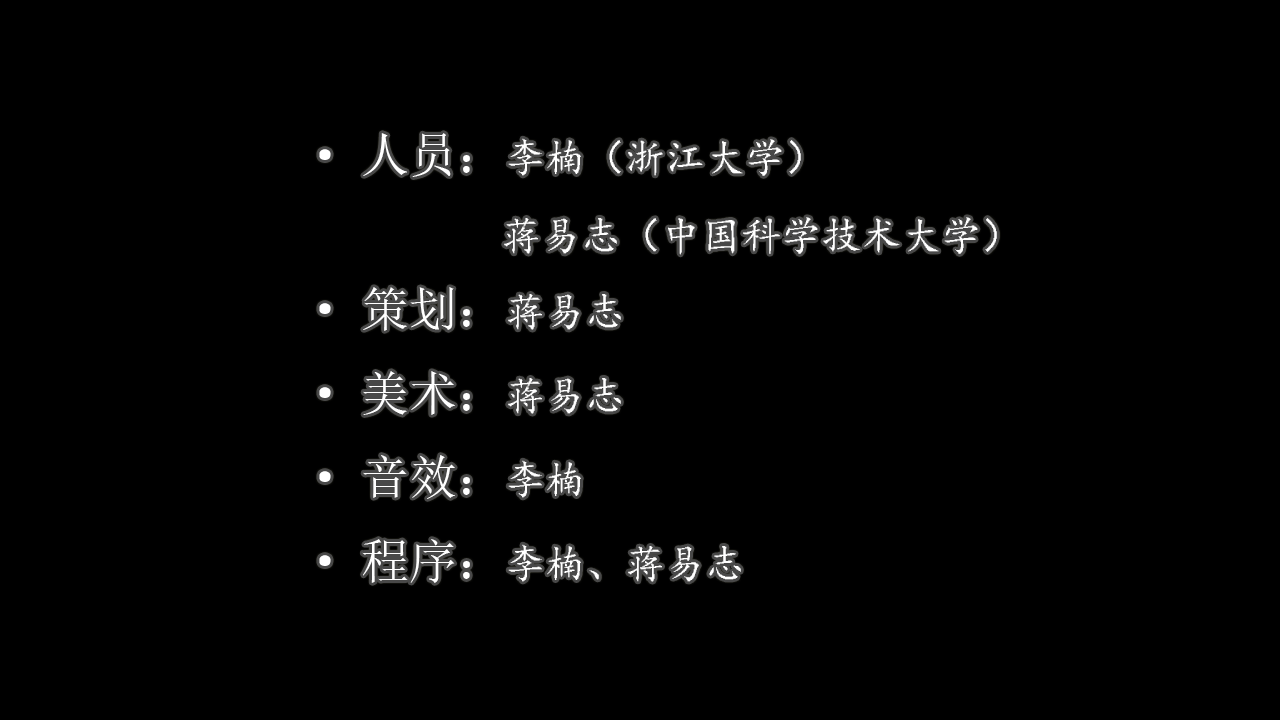 • 人员：李楠（浙江大学）
蒋易志（中国科学技术大学）
• 策划：蒋易志
• 美术：蒋易志
• 音效：李楠
• 程序：李楠、蒋易志